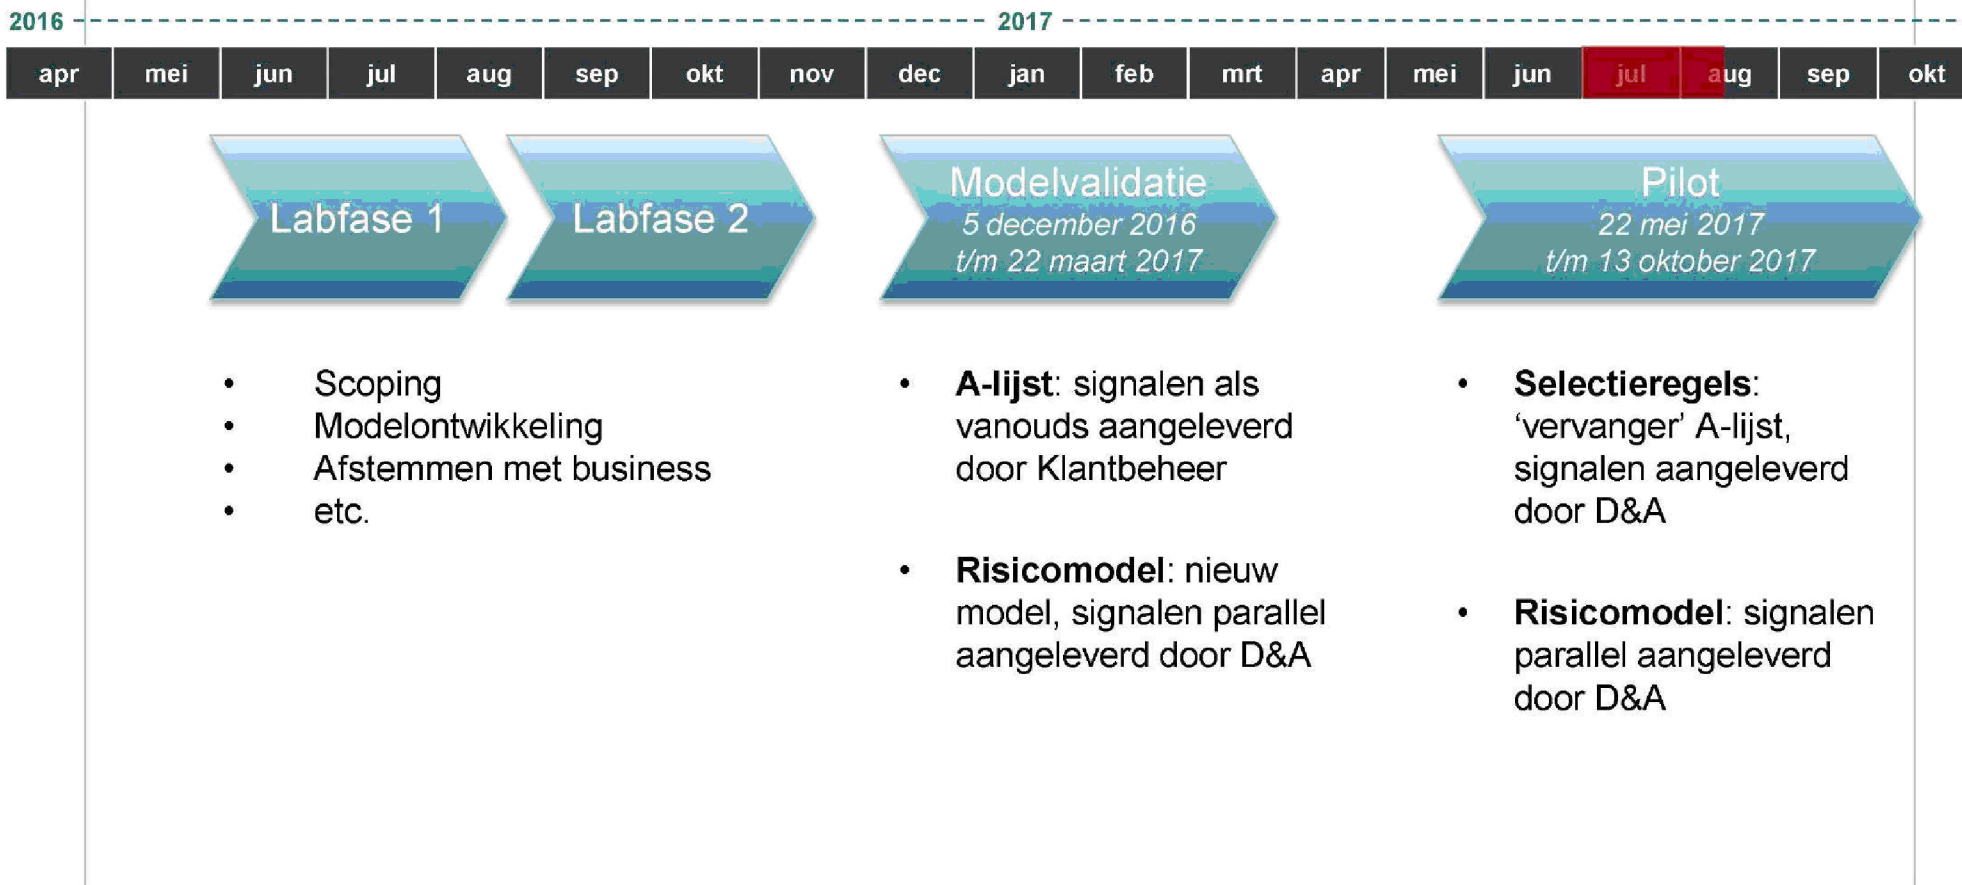 2016 2017
apr mei jun jul aug sep okt nov dec jan feb mrt apr mei jun jul aug sep okt
Labfase 1
Labfase 2
Modelvalidatie
5 december 2016
t/m 22 maart 2017
Pilot
22 mei 2017
t/m 13 oktober 2017
• Scoping
• Modelontwikkeling
• Afstemmen met business
• etc.
• A-lijst: signalen als
vanouds aangeleverd
door Klantbeheer
• Risicomodel: nieuw
model, signalen parallel
aangeleverd door D&A
• Selectieregels:
‘vervanger’ A-lijst,
signalen aangeleverd
door D&A
• Risicomodel: signalen
parallel aangeleverd
door D&A